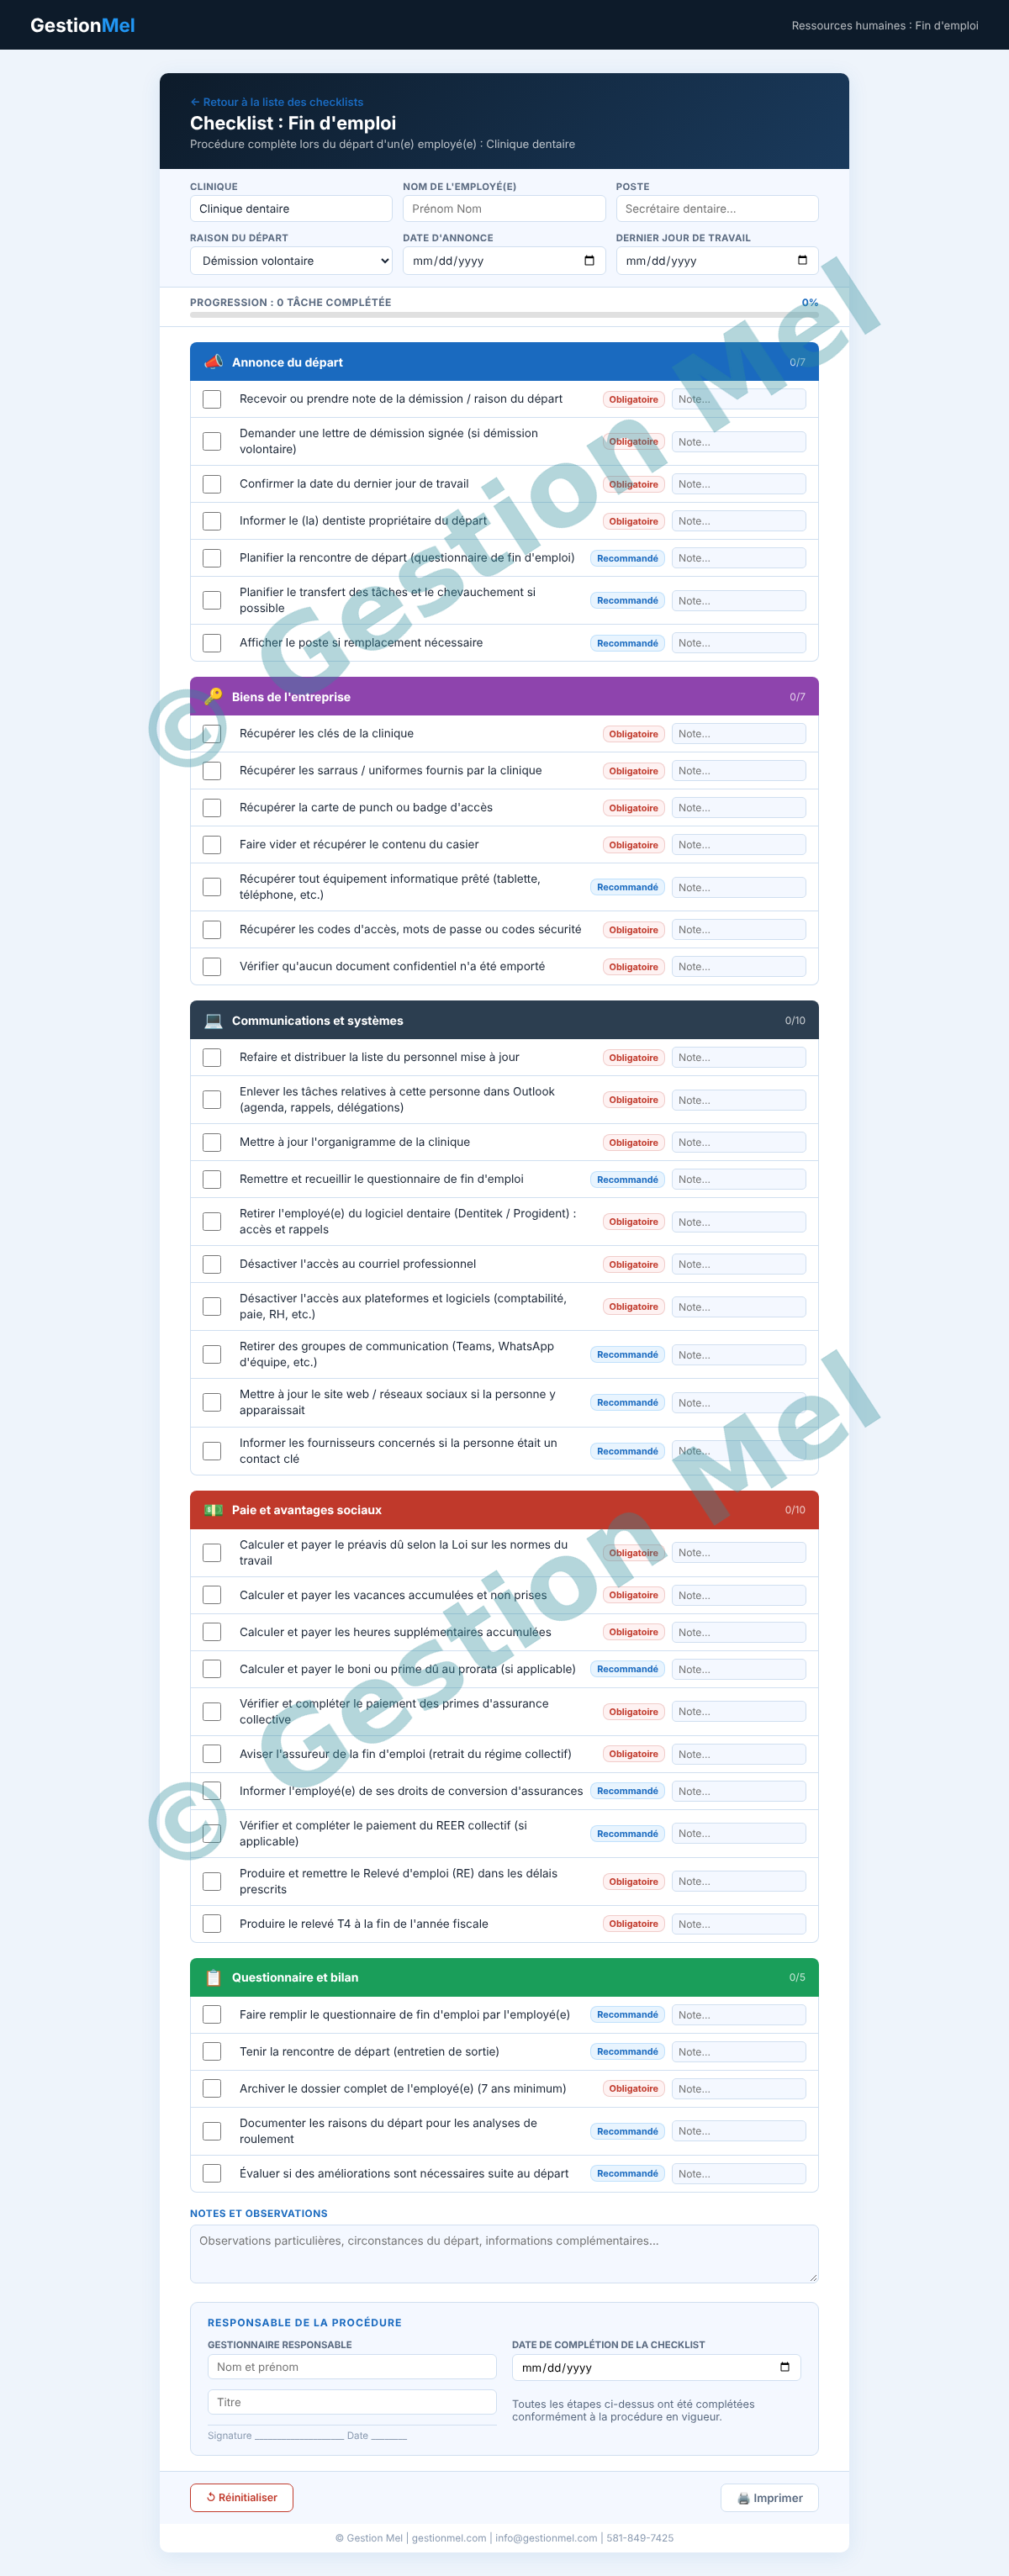 GestionMel
Ressources humaines : Fin d'emploi
← Retour à la liste des checklists
Checklist : Fin d'emploi
Procédure complète lors du départ d'un(e) employé(e) : Clinique dentaire
CLINIQUE
NOM DE L'EMPLOYÉ(E)
POSTE
Clinique dentaire
Prénom Nom
Secrétaire dentaire...
RAISON DU DÉPART
DATE D'ANNONCE
DERNIER JOUR DE TRAVAIL
Démission volontaire
mm/dd/yyyy
mm/dd/yyyy
PROGRESSION : 0 TÂCHE COMPLÉTÉE
0%
Annonce du départ
0/7
Recevoir ou prendre note de la démission / raison du départ
Obligatoire
Note...
Demander une lettre de démission signée (si démission
volontaire)
Obligatoire
Note...
Confirmer la date du dernier jour de travail
Obligatoire
Note...
Informer le (la) dentiste propriétaire du départ
Obligatoire
Note...
Planifier la rencontre de départ (questionnaire de fin d'emploi)
Recommandé
Note...
Planifier le transfert des tâches et le chevauchement si
possible
Recommandé
Note...
Afficher le poste si remplacement nécessaire
Recommandé
Note...
© Gestion Mel
Biens de l'entreprise
0/7
Récupérer les clés de la clinique
Obligatoire
Note...
Récupérer les sarraus / uniformes fournis par la clinique
Obligatoire
Note...
Récupérer la carte de punch ou badge d'accès
Obligatoire
Note...
Faire vider et récupérer le contenu du casier
Obligatoire
Note...
Récupérer tout équipement informatique prêté (tablette,
téléphone, etc.)
Recommandé
Note...
Récupérer les codes d'accès, mots de passe ou codes sécurité
Obligatoire
Note...
Vérifier qu'aucun document confidentiel n'a été emporté
Obligatoire
Note...
Communications et systèmes
0/10
Refaire et distribuer la liste du personnel mise à jour
Obligatoire
Note...
Enlever les tâches relatives à cette personne dans Outlook
(agenda, rappels, délégations)
Obligatoire
Note...
Mettre à jour l'organigramme de la clinique
Obligatoire
Note...
Remettre et recueillir le questionnaire de fin d'emploi
Recommandé
Note...
Retirer l'employé(e) du logiciel dentaire (Dentitek / Progident) :
accès et rappels
Obligatoire
Note...
Désactiver l'accès au courriel professionnel
Obligatoire
Note...
Désactiver l'accès aux plateformes et logiciels (comptabilité,
paie, RH, etc.)
Obligatoire
Note...
Retirer des groupes de communication (Teams, WhatsApp
d'équipe, etc.)
Recommandé
Note...
Mettre à jour le site web / réseaux sociaux si la personne y
apparaissait
Recommandé
Note...
Informer les fournisseurs concernés si la personne était un
contact clé
Recommandé
Note...
Paie et avantages sociaux
0/10
Calculer et payer le préavis dû selon la Loi sur les normes du
travail
Obligatoire
Note...
Calculer et payer les vacances accumulées et non prises
Obligatoire
Note...
Calculer et payer les heures supplémentaires accumulées
Obligatoire
Note...
Calculer et payer le boni ou prime dû au prorata (si applicable)
Recommandé
Note...
Vérifier et compléter le paiement des primes d'assurance
collective
Obligatoire
Note...
Aviser l'assureur de la fin d'emploi (retrait du régime collectif)
Obligatoire
Note...
Informer l'employé(e) de ses droits de conversion d'assurances
Recommandé
Note...
Vérifier et compléter le paiement du REER collectif (si
applicable)
Recommandé
Note...
Produire et remettre le Relevé d'emploi (RE) dans les délais
prescrits
Obligatoire
Note...
Produire le relevé T4 à la fin de l'année fiscale
Obligatoire
Note...
© Gestion Mel
Questionnaire et bilan
0/5
Faire remplir le questionnaire de fin d'emploi par l'employé(e)
Recommandé
Note...
Tenir la rencontre de départ (entretien de sortie)
Recommandé
Note...
Archiver le dossier complet de l'employé(e) (7 ans minimum)
Obligatoire
Note...
Documenter les raisons du départ pour les analyses de
roulement
Recommandé
Note...
Évaluer si des améliorations sont nécessaires suite au départ
Recommandé
Note...
NOTES ET OBSERVATIONS
Observations particulières, circonstances du départ, informations complémentaires...
RESPONSABLE DE LA PROCÉDURE
GESTIONNAIRE RESPONSABLE
DATE DE COMPLÉTION DE LA CHECKLIST
Nom et prénom
mm/dd/yyyy
Titre
Toutes les étapes ci-dessus ont été complétées
conformément à la procédure en vigueur.
Signature ____________________ Date ________
↺ Réinitialiser
Imprimer
© Gestion Mel | gestionmel.com | info@gestionmel.com | 581-849-7425